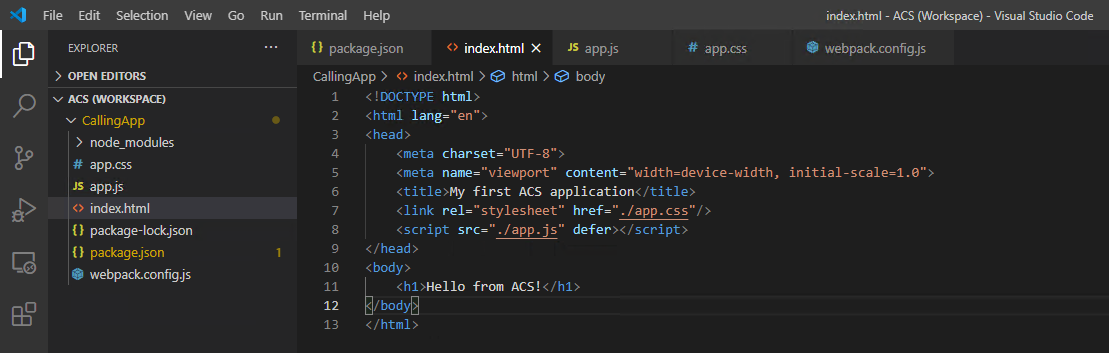 File Edit Selection View Go Run Terminal Help index.html - ACS (Workspace) - Visual Studio Code
EXPLORER ···
OPEN EDITORS
ACS (WORKSPACE)
CallingApp
node_modules
# app.css
JS app.js
<> index.html
{} package-lock.json
{} package.json 1
webpack.config.js
{} package.json <> index.html × JS app.js # app.css webpack.config.js
CallingApp > <> index.html > html > body
1 <!DOCTYPE html>
2 <html lang="en">
3 <head>
4     <meta charset="UTF-8">
5     <meta name="viewport" content="width=device-width, initial-scale=1.0">
6     <title>My first ACS application</title>
7     <link rel="stylesheet" href="./app.css"/>
8     <script src="./app.js" defer></script>
9 </head>
10 <body>
11     <h1>Hello from ACS!</h1>
12 </body>
13 </html>